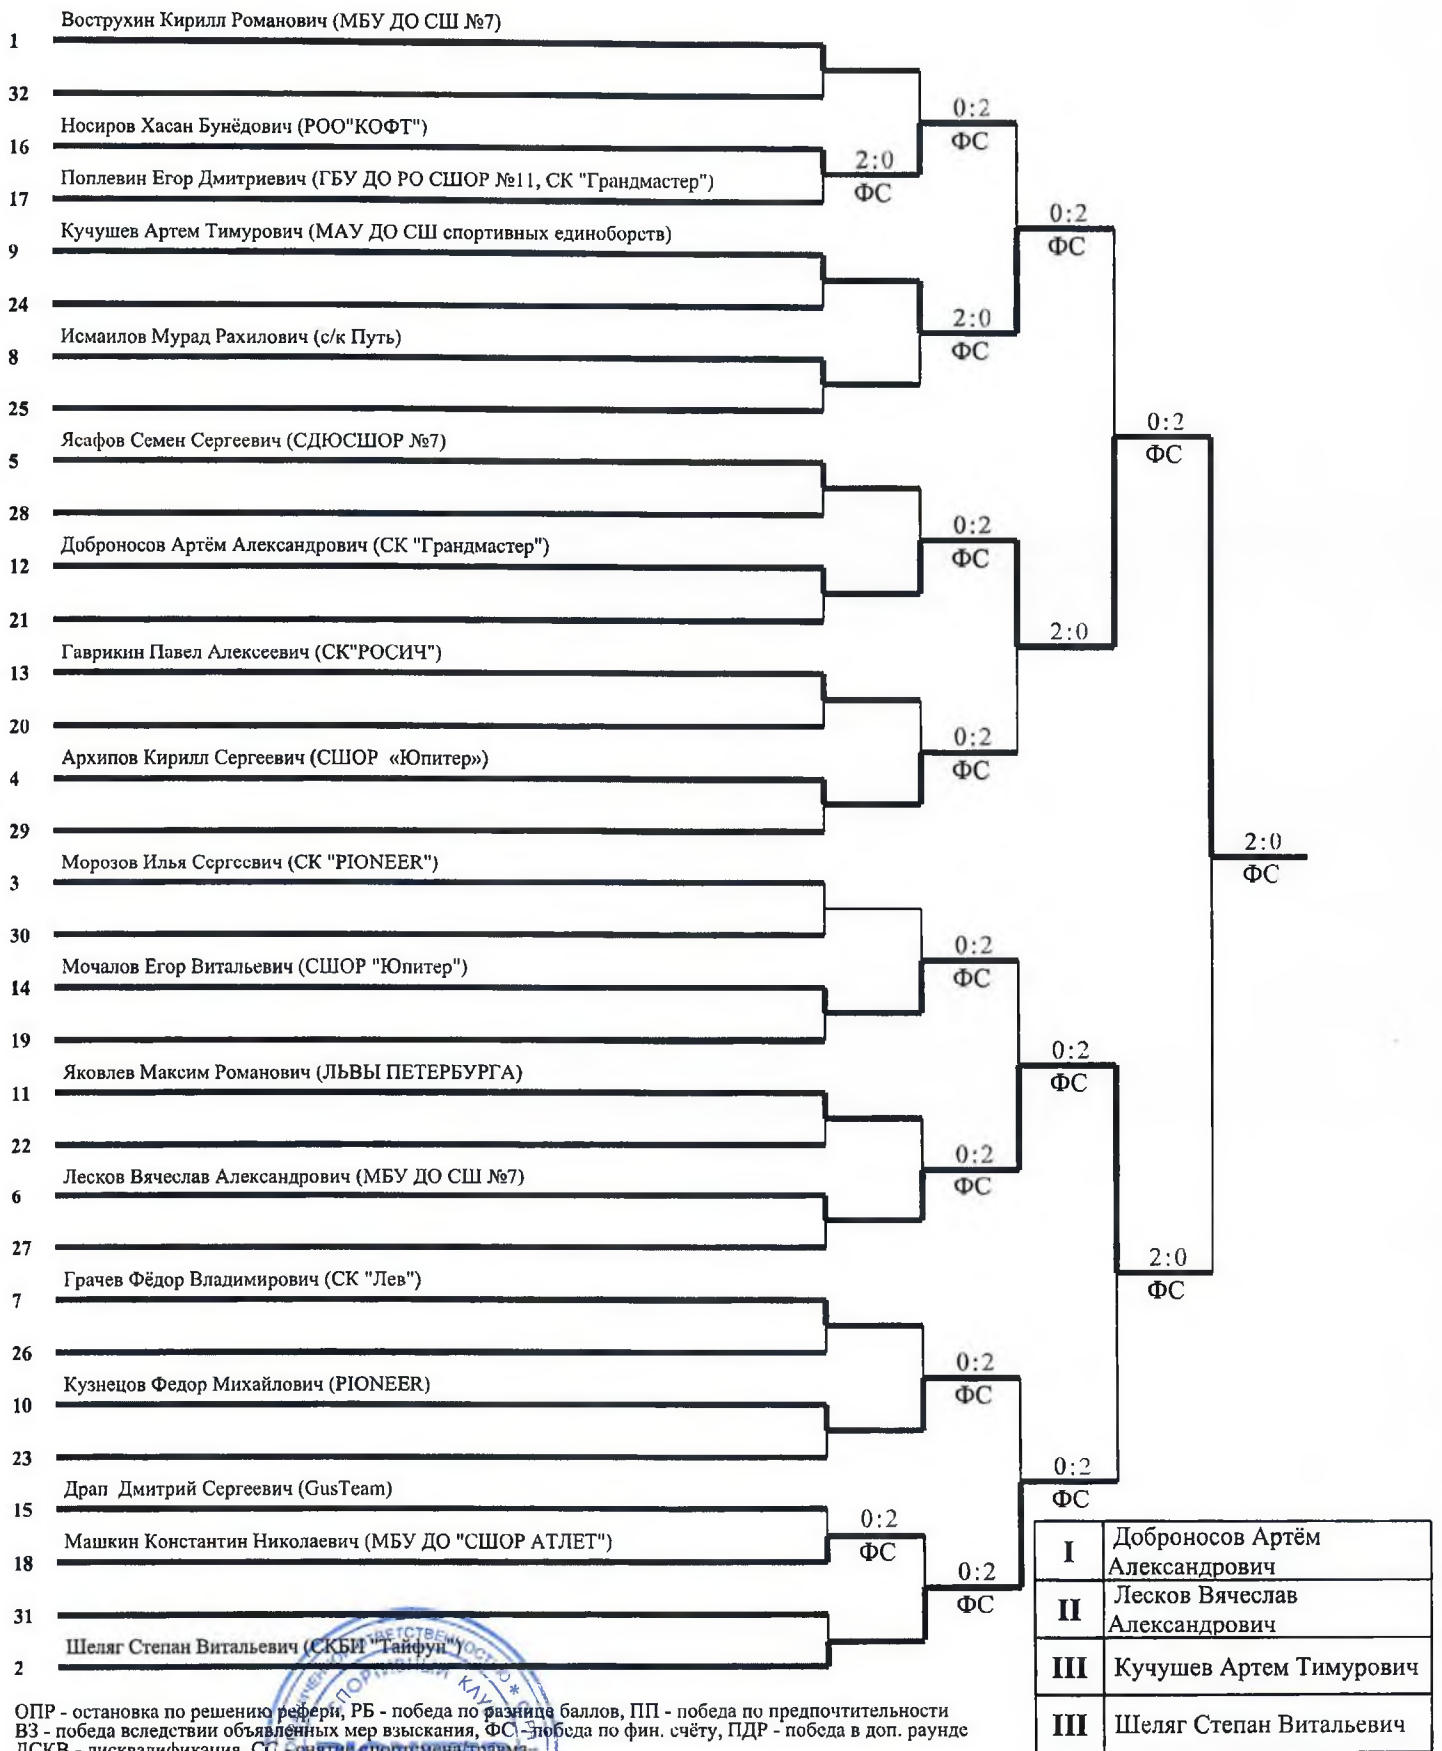 Вострухин Кирилл Романович (МБУ ДО СШ №7)
1
32
0:2
ФС
Носиров Хасан Бунёдович (РОО"КОФТ")
16
2:0
ФС
Поплевин Егор Дмитриевич (ГБУ ДО РО СШОР №11, СК "Грандмастер")
17
0:2
ФС
Кучушев Артем Тимурович (МАУ ДО СШ спортивных единоборств)
9
24
2:0
ФС
Исмаилов Мурад Рахилович (с/к Путь)
8
25
0:2
ФС
Ясафов Семен Сергеевич (СДЮСШОР №7)
5
28
0:2
ФС
Доброносов Артём Александрович (СК "Грандмастер")
12
21
2:0
Гаврикин Павел Алексеевич (СК"РОСИЧ")
13
20
0:2
ФС
Архипов Кирилл Сергеевич (СШОР «Юпитер»)
4
29
2:0
ФС
Морозов Илья Сергеевич (СК "PIONEER")
3
30
0:2
ФС
Мочалов Егор Витальевич (СШОР "Юпитер")
14
19
0:2
ФС
Яковлев Максим Романович (ЛЬВЫ ПЕТЕРБУРГА)
11
22
0:2
ФС
Лесков Вячеслав Александрович (МБУ ДО СШ №7)
6
27
2:0
ФС
Грачев Фёдор Владимирович (СК "Лев")
7
26
0:2
ФС
Кузнецов Федор Михайлович (PIONEER)
10
23
0:2
ФС
Драп Дмитрий Сергеевич (GusTeam)
15
0:2
ФС
Машкин Константин Николаевич (МБУ ДО "СШОР АТЛЕТ")
18
0:2
ФС
31
Шеляг Степан Витальевич (СКБИ "Тайфун")
2
I Доброносов Артём
Александрович
II Лесков Вячеслав
Александрович
III Кучушев Артем Тимурович
III Шеляг Степан Витальевич
ОПР - остановка по решению рефери, РБ - победа по разнице баллов, ПП - победа по предпочтительности
ВЗ - победа вследствии объявленных мер взыскания, ФС - победа по фин. счёту, ПДР - победа в доп. раунде